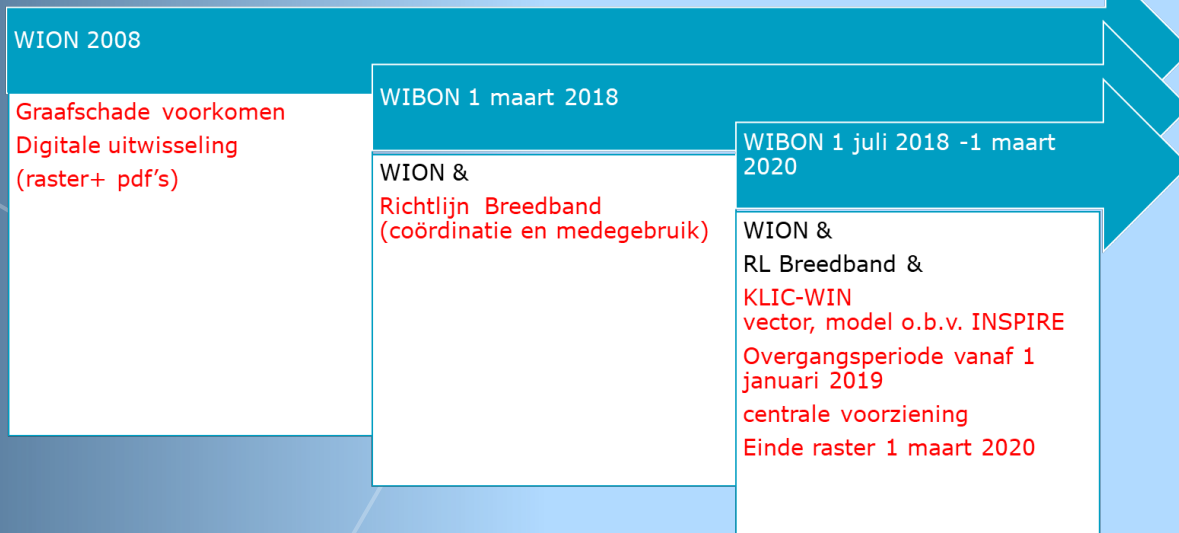 WION 2008
Graafschade voorkomen
Digitale uitwisseling
(raster+ pdf’s)
WIBON 1 maart 2018
WION &
Richtlijn Breedband
(coördinatie en medegebruik)
WIBON 1 juli 2018 -1 maart
2020
WION &
RL Breedband &
KLIC-WIN
vector, model o.b.v. INSPIRE
Overgangsperiode vanaf 1
januari 2019
centrale voorziening
Einde raster 1 maart 2020